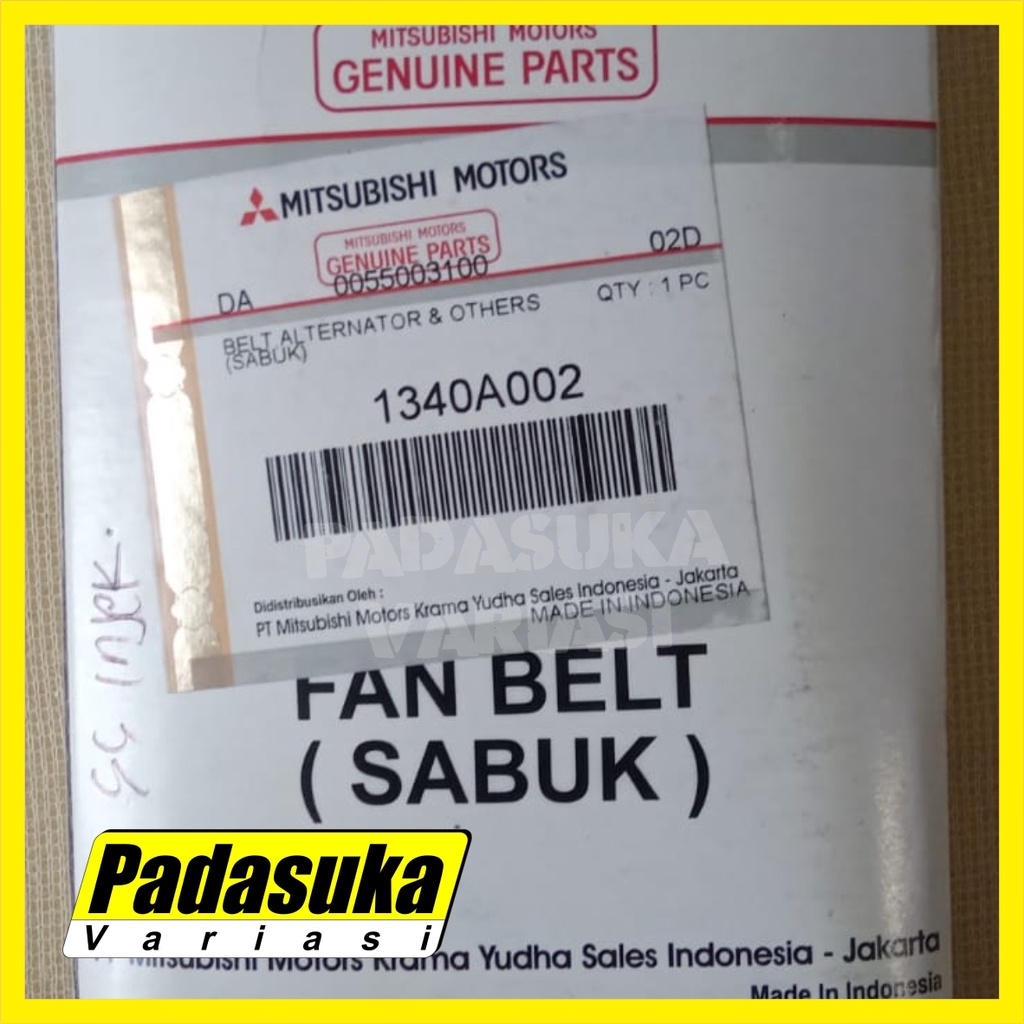 MITSUBISHI MOTORS
GENUINE PARTS
MITSUBISHI MOTORS
MITSUBISHI MOTORS
GENUINE PARTS
DA 0055003100 02D
BELT ALTERNATOR & OTHERS QTY : 1 PC
(SABUK)
1340A002
PADASUKA
VARIASI
Didistribusikan Oleh :
PT Mitsubishi Motors Krama Yudha Sales Indonesia - Jakarta
MADE IN INDONESIA
FAN BELT
( SABUK )
Padasuka
Variasi
Mitsubishi Motors Krama Yudha Sales Indonesia - Jakarta
Made In Indonesia